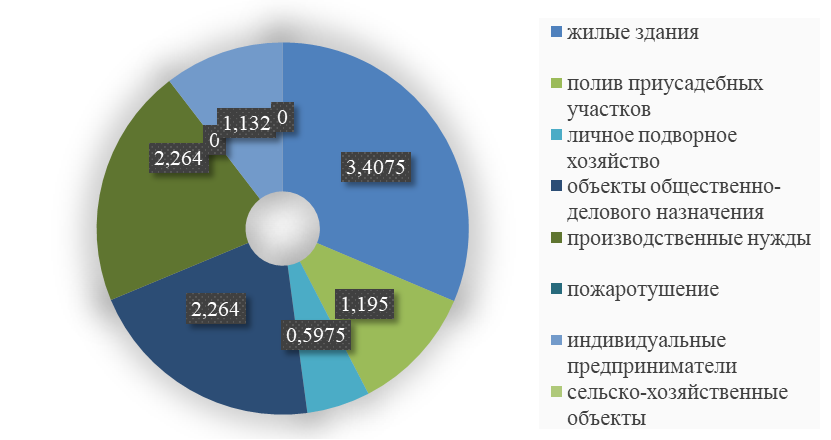 жилые здания
полив приусадебных
участков
личное подворное
хозяйство
объекты общественно-
делового назначения
производственные нужды
пожаротушение
индивидуальные
предприниматели
сельско-хозяйственные
объекты
3,4075
1,195
0,5975
2,264
2,264
0
1,132
0